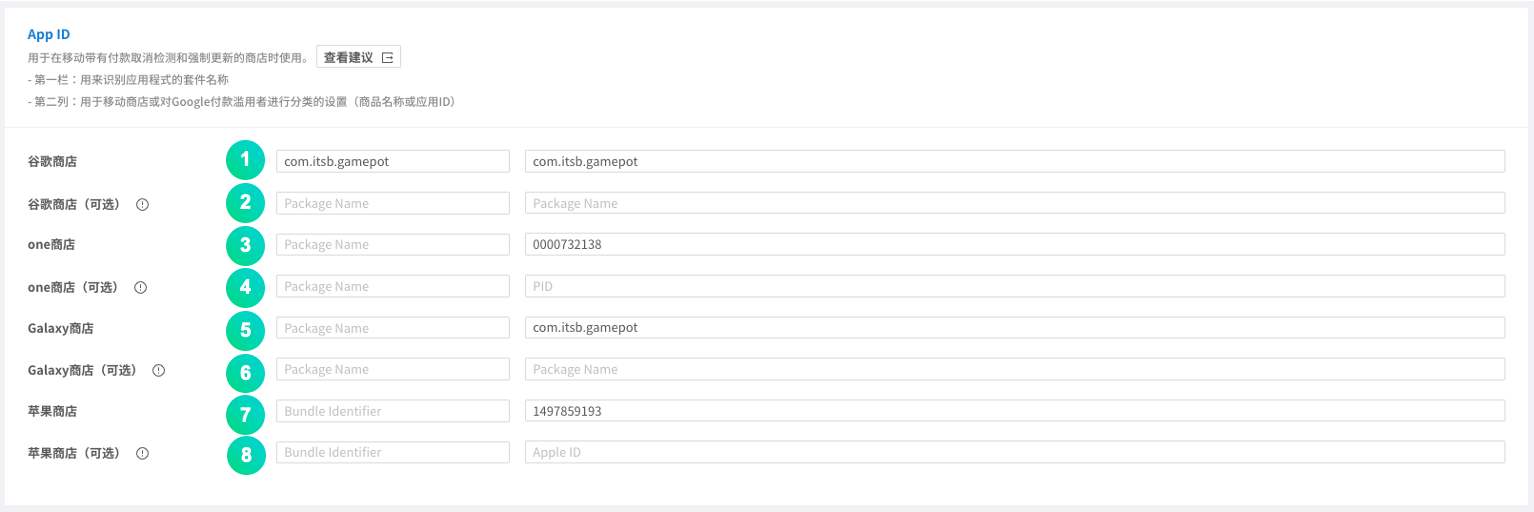 App ID
用于在移动带有付款取消检测和强制更新的商店时使用。 查看建议
- 第一栏：用来识别应用程式的套件名称
- 第二列：用于移动商店或对Google付款滥用者进行分类的设置（商品名称或应用ID）
谷歌商店 1 com.itsb.gamepot com.itsb.gamepot
谷歌商店（可选） 2 Package Name Package Name
one商店 3 Package Name 0000732138
one商店（可选） 4 Package Name PID
Galaxy商店 5 Package Name com.itsb.gamepot
Galaxy商店（可选） 6 Package Name Package Name
苹果商店 7 Bundle Identifier 1497859193
苹果商店（可选） 8 Bundle Identifier Apple ID